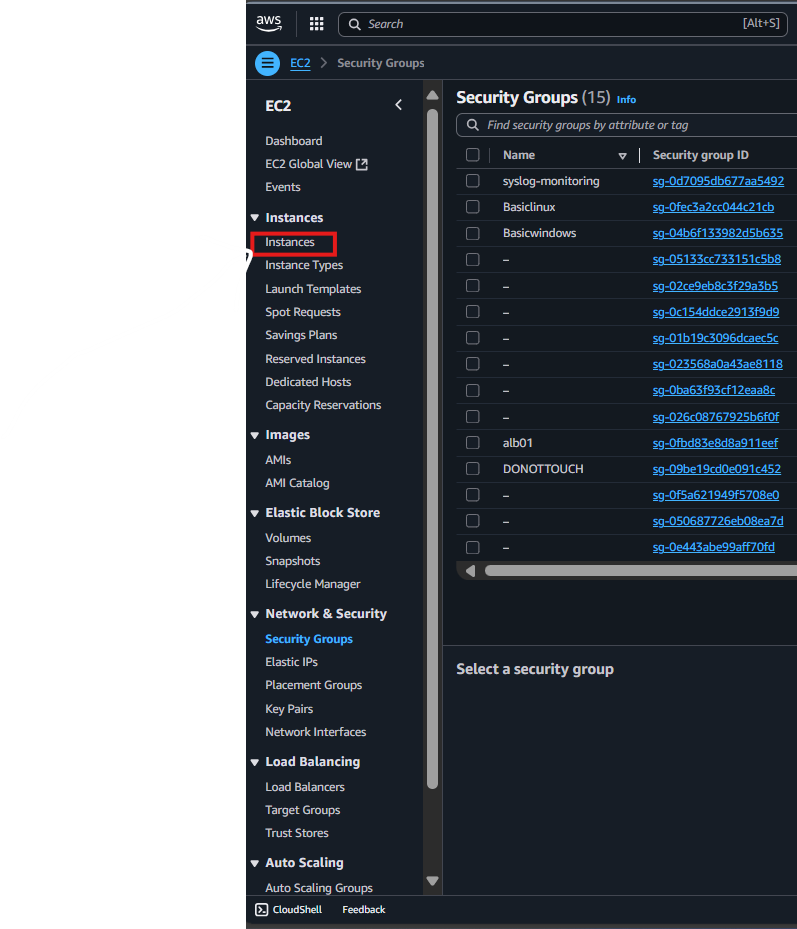 aws
Search
[Alt+S]
EC2 > Security Groups
EC2
Dashboard
EC2 Global View
Events
Instances
Instances
Instance Types
Launch Templates
Spot Requests
Savings Plans
Reserved Instances
Dedicated Hosts
Capacity Reservations
Images
AMIs
AMI Catalog
Elastic Block Store
Volumes
Snapshots
Lifecycle Manager
Network & Security
Security Groups
Elastic IPs
Placement Groups
Key Pairs
Network Interfaces
Load Balancing
Load Balancers
Target Groups
Trust Stores
Auto Scaling
Auto Scaling Groups
Security Groups (15) Info
Find security groups by attribute or tag
Name Security group ID
syslog-monitoring sg-0d7095db677aa5492
Basiclinux sg-0fec3a2cc044c21cb
Basicwindows sg-04b6f133982d5b635
– sg-05133cc733151c5b8
– sg-02ce9eb8c3f29a3b5
– sg-0c154ddce2913f9d9
– sg-01b19c3096dcaec5c
– sg-023568a0a43ae8118
– sg-0ba63f93cf12eaa8c
– sg-026c08767925b6f0f
alb01 sg-0fbd83e8d8a911eef
DONOTTOUCH sg-09be19cd0e091c452
– sg-0f5a621949f5708e0
– sg-050687726eb08ea7d
– sg-0e443abe99aff70fd
Select a security group
CloudShell Feedback